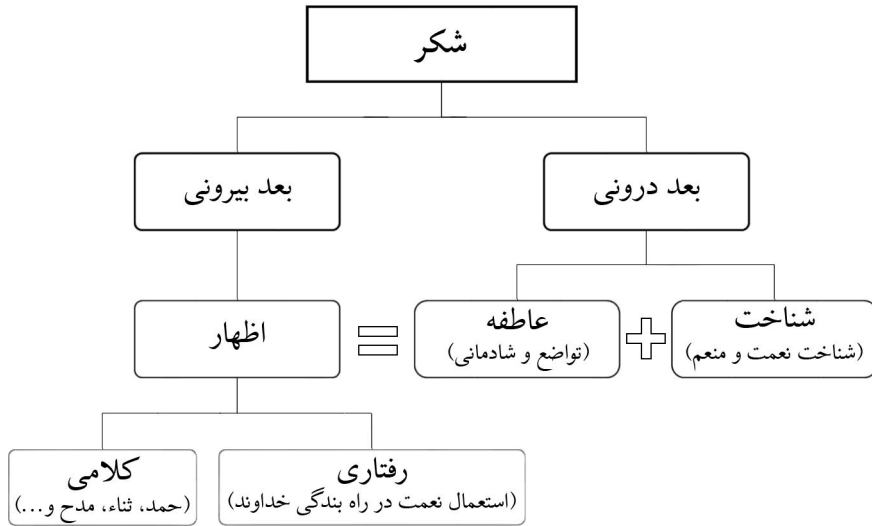 شکر
بعد درونی
بعد بیرونی
شناخت
(شناخت نعمت و منعم)
عاطفه
(تواضع و شادمانی)
اظهار
رفتاری
(استعمال نعمت در راه بندگی خداوند)
کلامی
(حمد، ثناء، مدح و...)